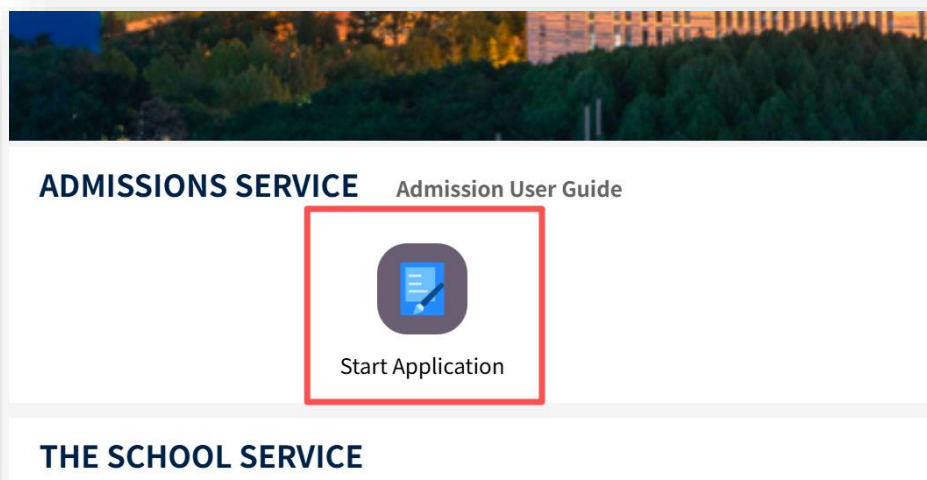 ADMISSIONS SERVICE Admission User Guide
Start Application
THE SCHOOL SERVICE